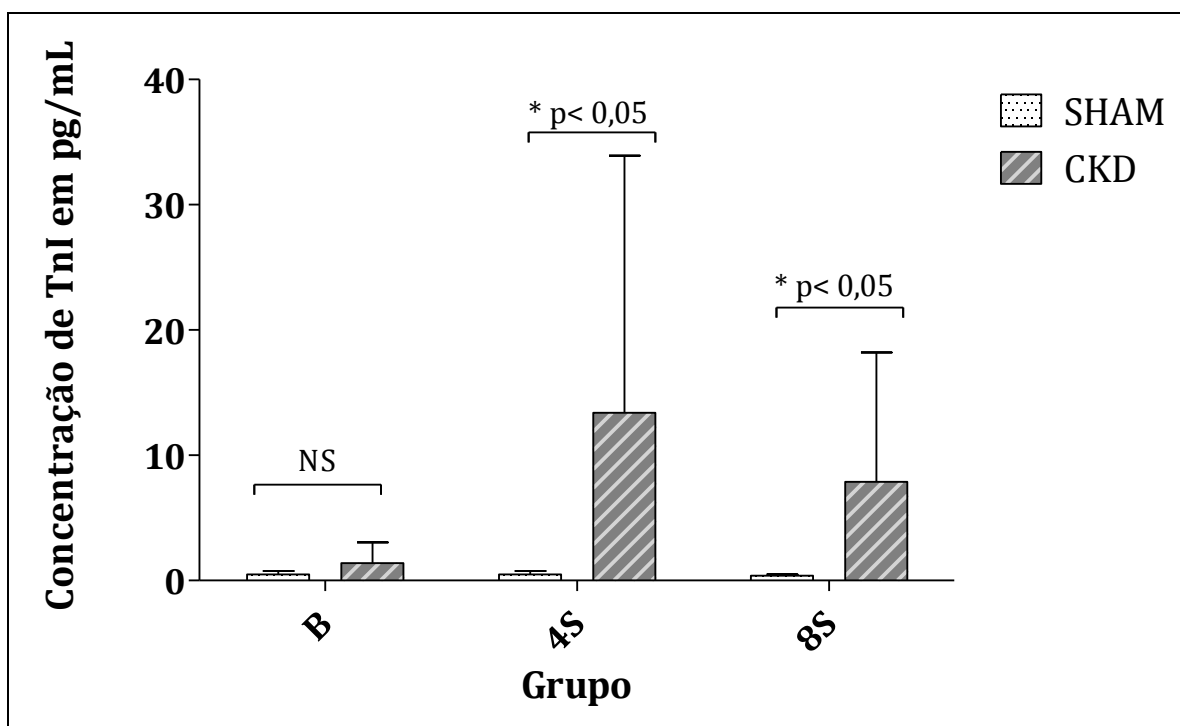 Concentração de TnI em pg/mL
40
30
20
10
0
NS
* p< 0,05
* p< 0,05
SHAM
CKD
B
4S
8S
Grupo